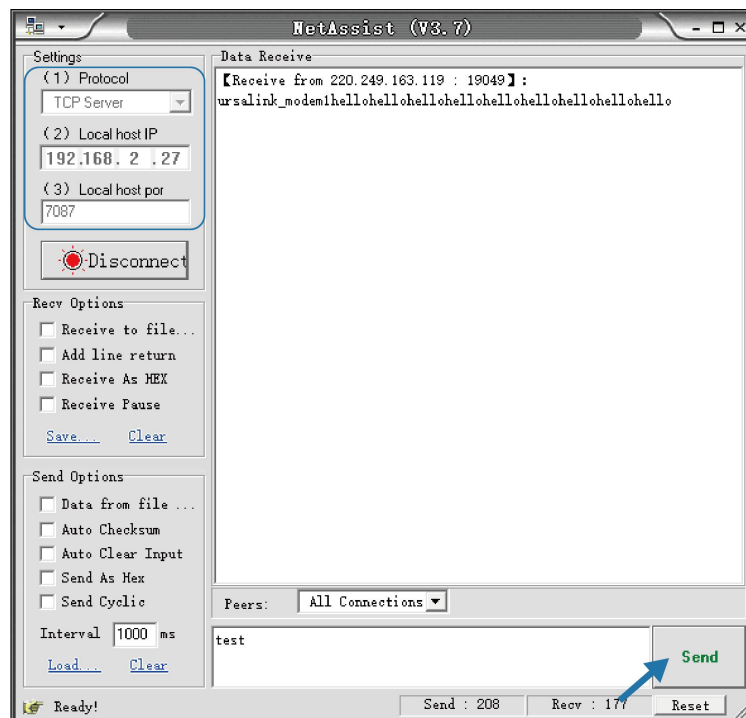 NetAssist (V3.7)
Settings
(1) Protocol
TCP Server
(2) Local host IP
192.168. 2 .27
(3) Local host por
7087
Disconnect
Recv Options
Receive to file...
Add line return
Receive As HEX
Receive Pause
Save... Clear
Send Options
Data from file ...
Auto Checksum
Auto Clear Input
Send As Hex
Send Cyclic
Interval 1000 ms
Load... Clear
Data Receive
【Receive from 220.249.163.119 : 19049】:
ursalink_modem1hellohellohellohellohellohellohellohellohello
Peers: All Connections
test
Send
Ready!
Send : 208
Recv : 177
Reset